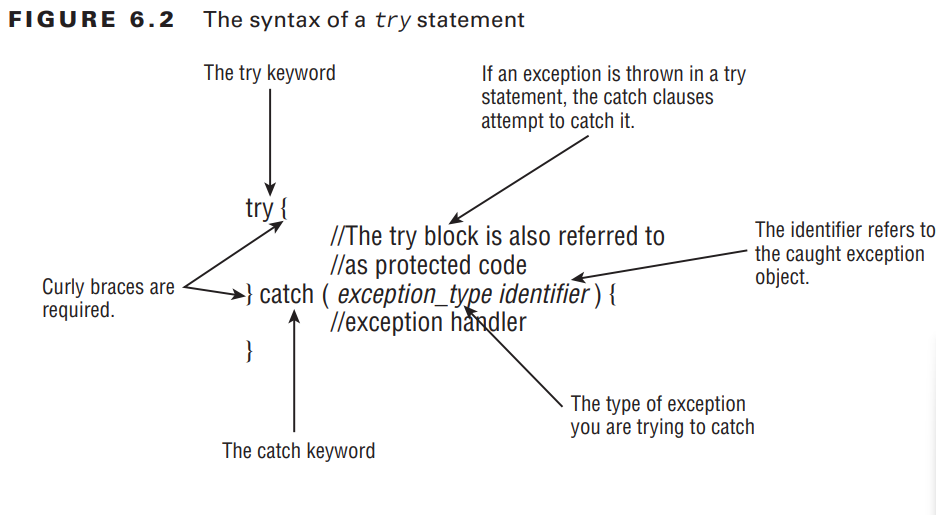 FIGURE 6.2 The syntax of a try statement
The try keyword
If an exception is thrown in a try
statement, the catch clauses
attempt to catch it.
try {
//The try block is also referred to
//as protected code
The identifier refers to
the caught exception
object.
Curly braces are
required.
} catch ( exception_type identifier ) {
//exception handler
}
The type of exception
you are trying to catch
The catch keyword